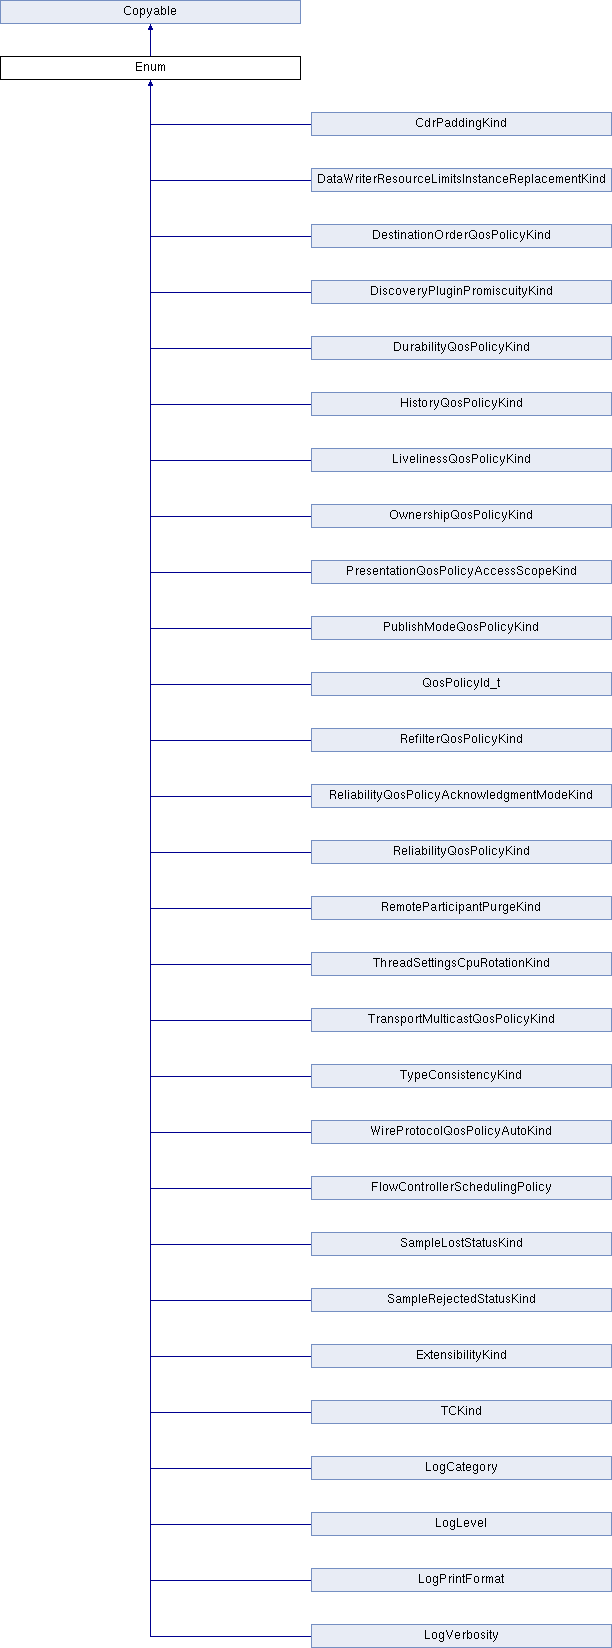 Copyable
Enum
CdrPaddingKind
DataWriterResourceLimitsInstanceReplacementKind
DestinationOrderQosPolicyKind
DiscoveryPluginPromiscuityKind
DurabilityQosPolicyKind
HistoryQosPolicyKind
LivelinessQosPolicyKind
OwnershipQosPolicyKind
PresentationQosPolicyAccessScopeKind
PublishModeQosPolicyKind
QosPolicyId_t
RefilterQosPolicyKind
ReliabilityQosPolicyAcknowledgmentModeKind
ReliabilityQosPolicyKind
RemoteParticipantPurgeKind
ThreadSettingsCpuRotationKind
TransportMulticastQosPolicyKind
TypeConsistencyKind
WireProtocolQosPolicyAutoKind
FlowControllerSchedulingPolicy
SampleLostStatusKind
SampleRejectedStatusKind
ExtensibilityKind
TCKind
LogCategory
LogLevel
LogPrintFormat
LogVerbosity